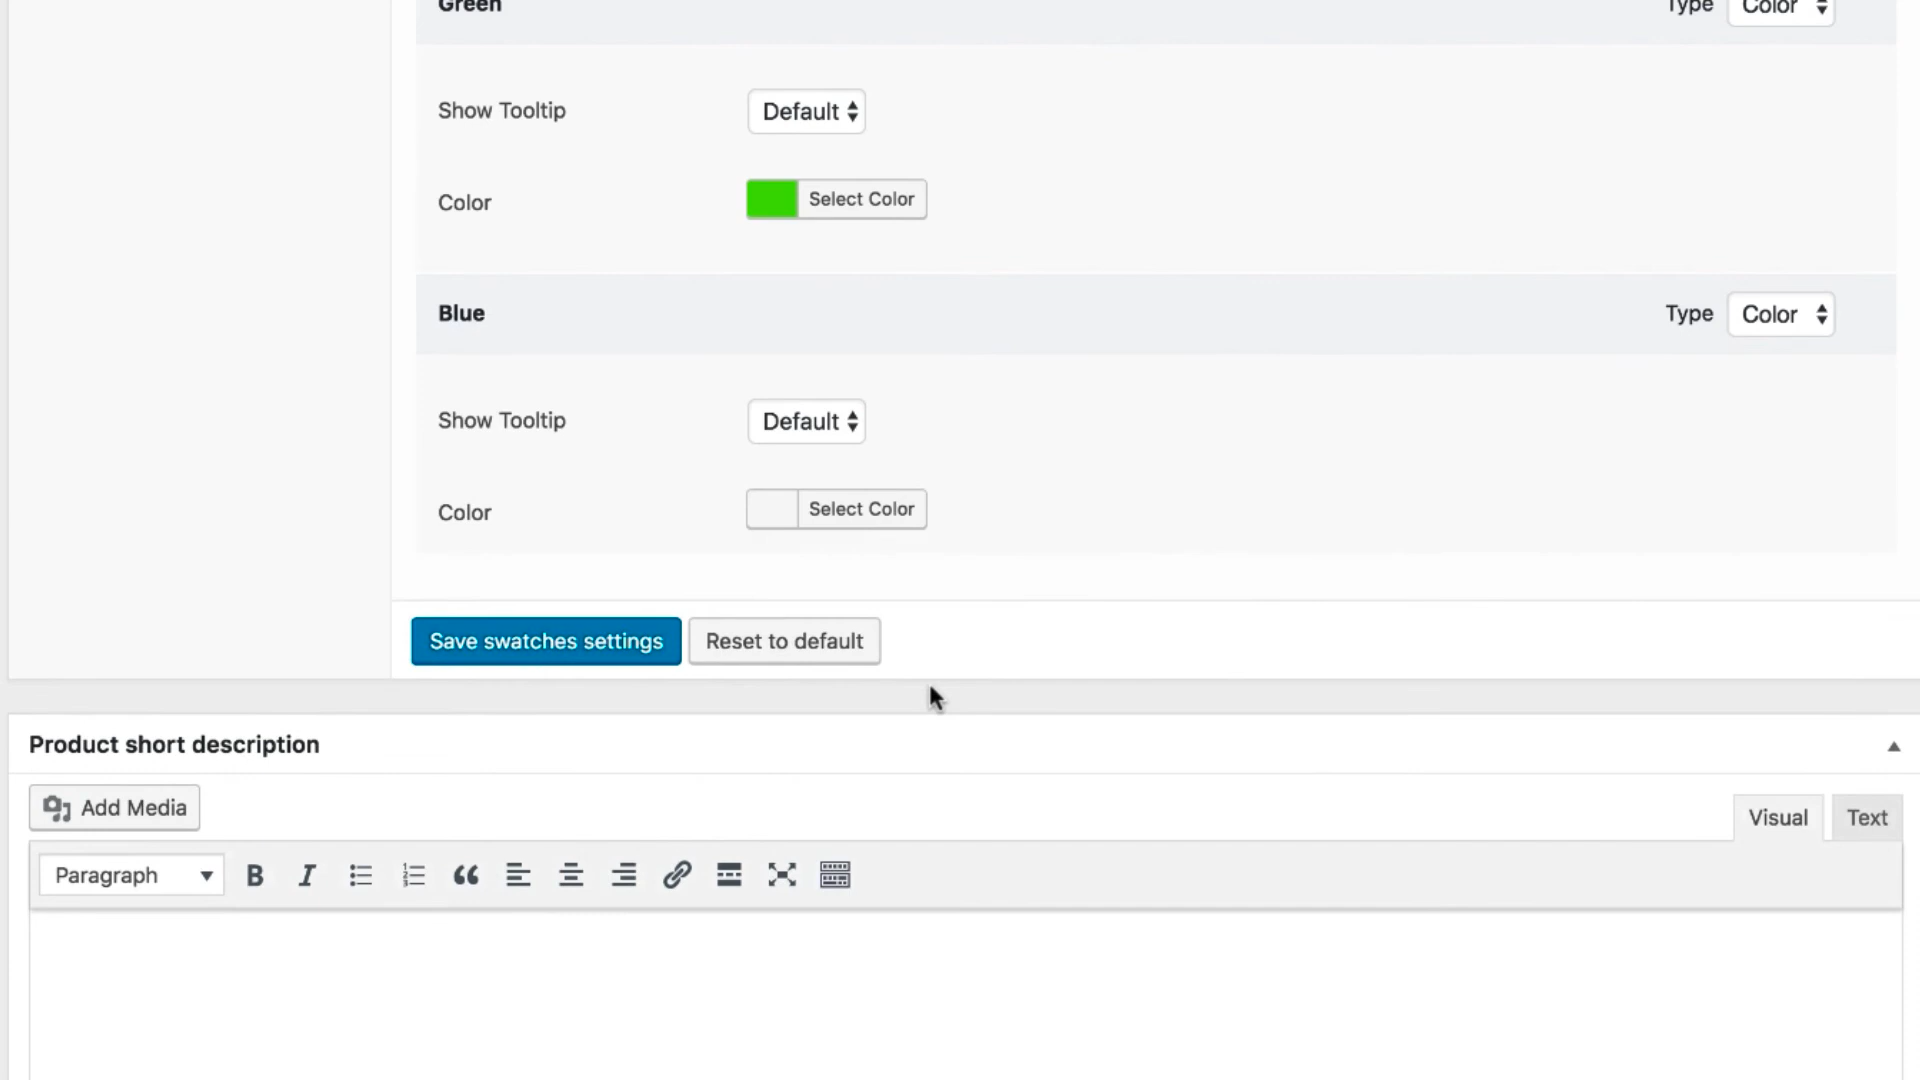 Green
Type Color
Show Tooltip Default
Color Select Color
Blue Type Color
Show Tooltip Default
Color Select Color
Save swatches settings Reset to default
Product short description
Add Media
Visual Text
Paragraph